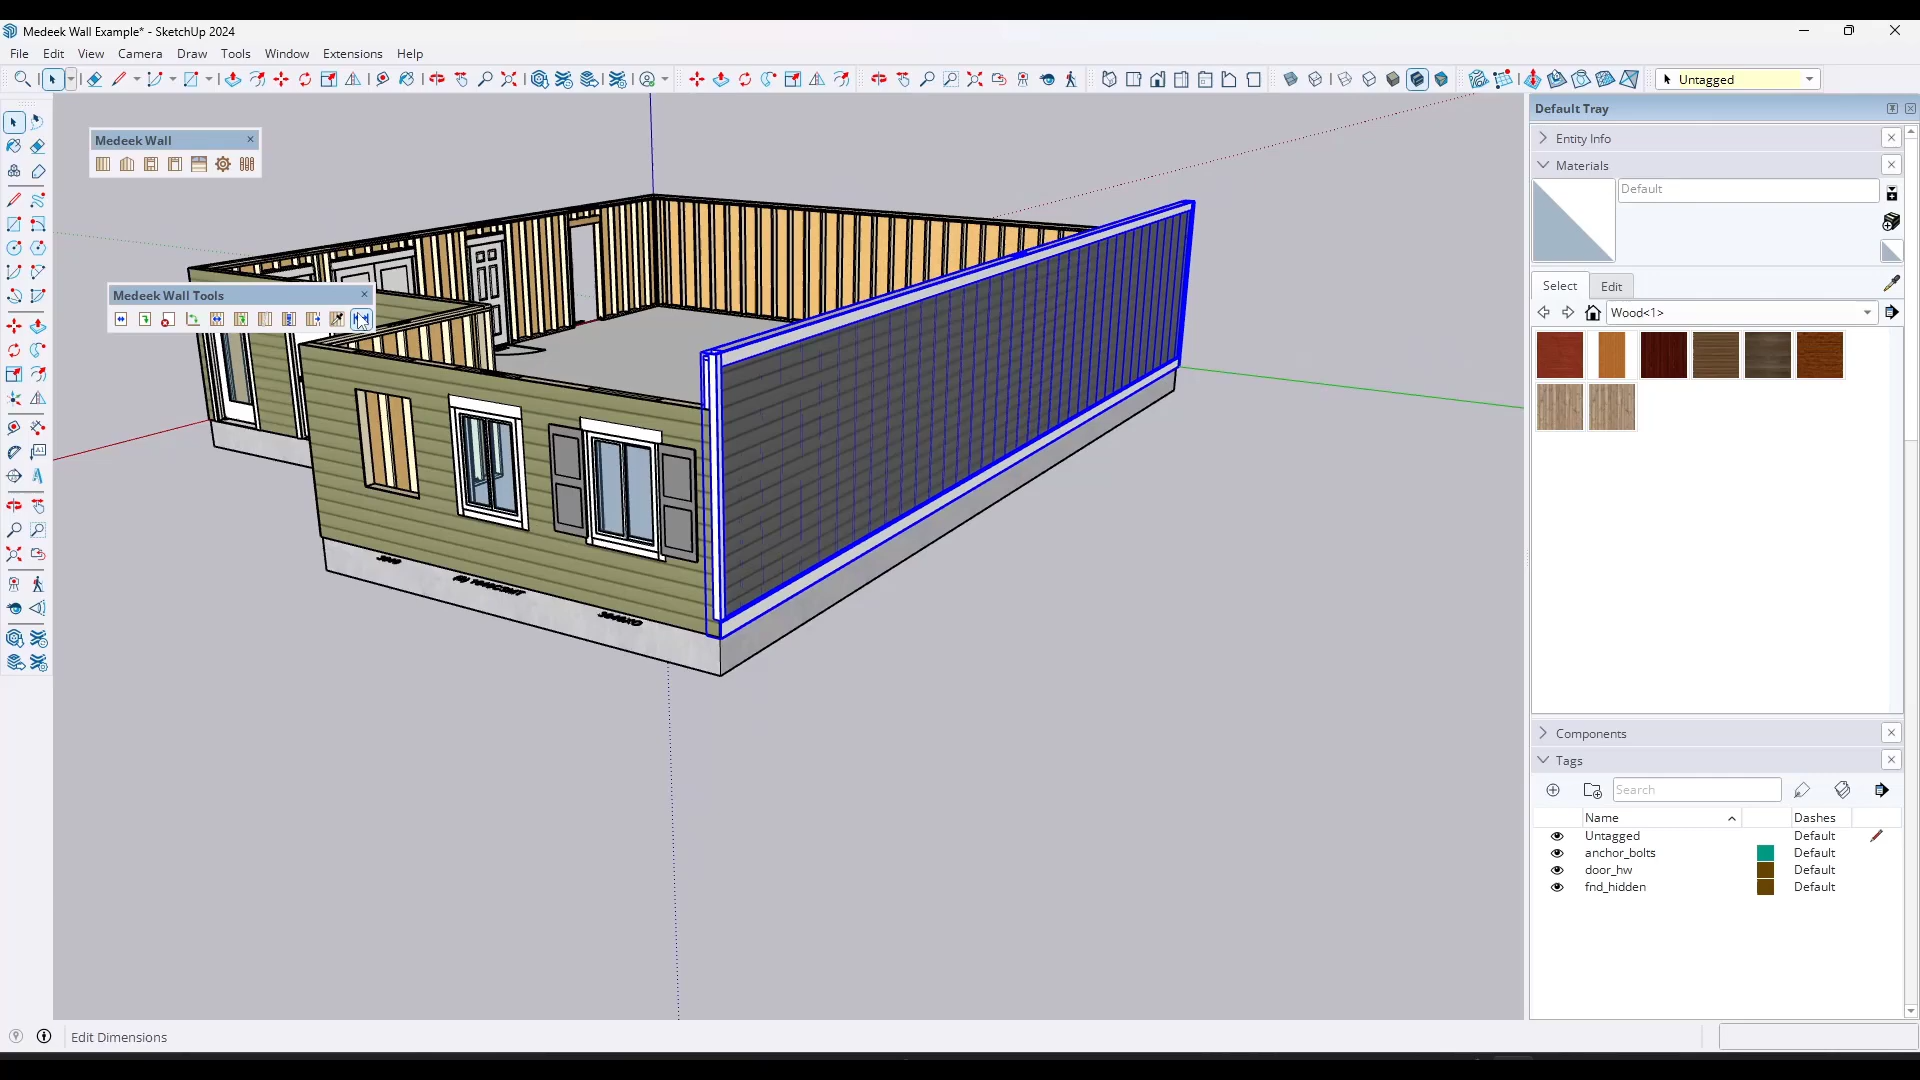 Medeek Wall Example* - SketchUp 2024
File Edit View Camera Draw Tools Window Extensions Help
Untagged
Default Tray
Medeek Wall
Entity Info
Materials
Default
Select Edit
Medeek Wall Tools
Wood<1>
Components
Tags
Search
Name Dashes
Untagged Default
anchor_bolts Default
door_hw Default
fnd_hidden Default
Edit Dimensions